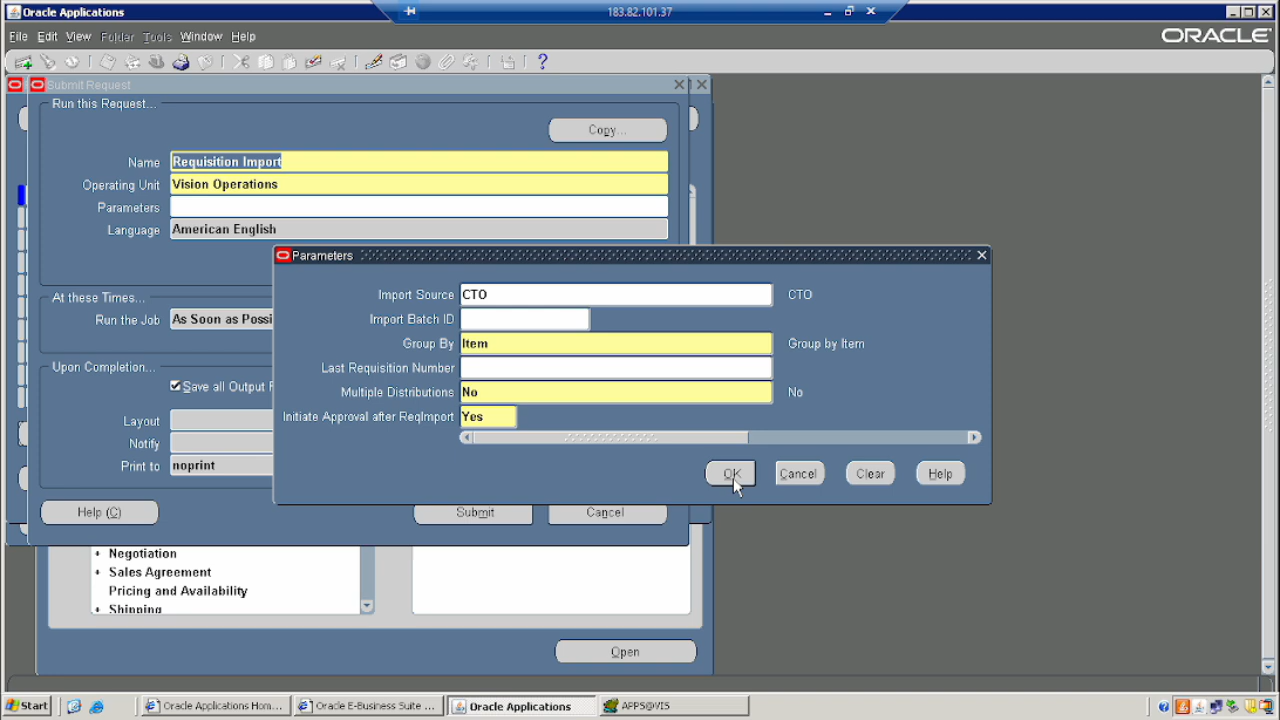 Oracle Applications
183.82.101.37
File Edit View Folder Tools Window Help
ORACLE
Submit Request
Run this Request...
Copy...
Name Requisition Import
Operating Unit Vision Operations
Parameters
Language American English
Parameters
At these Times...
Run the Job As Soon as Possi
Import Source CTO CTO
Import Batch ID
Group By Item Group by Item
Last Requisition Number
Multiple Distributions No No
Initiate Approval after ReqImport Yes
Upon Completion...
Save all Output F
Layout
Notify
Print to noprint
OK Cancel Clear Help
Help (C) Submit Cancel
+ Negotiation
+ Sales Agreement
Pricing and Availability
+ Shipping
Open
Start Oracle Applications Hom... Oracle E-Business Suite ... Oracle Applications APPS@VIS